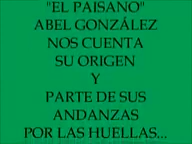 "EL PAISANO"
ABEL GONZÁLEZ
NOS CUENTA
SU ORIGEN
Y
PARTE DE SUS
ANDANZAS
POR LAS HUELLAS...